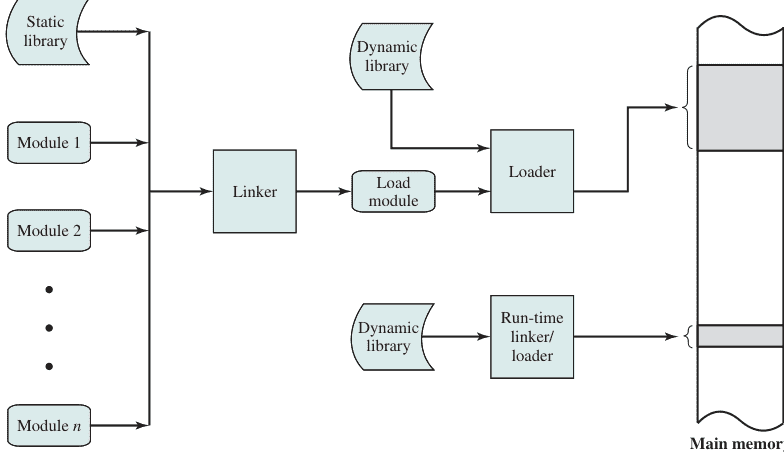 Static
library
Dynamic
library
Module 1
Linker
Load
module
Loader
Module 2
Dynamic
library
Run-time
linker/
loader
Module n
Main memor